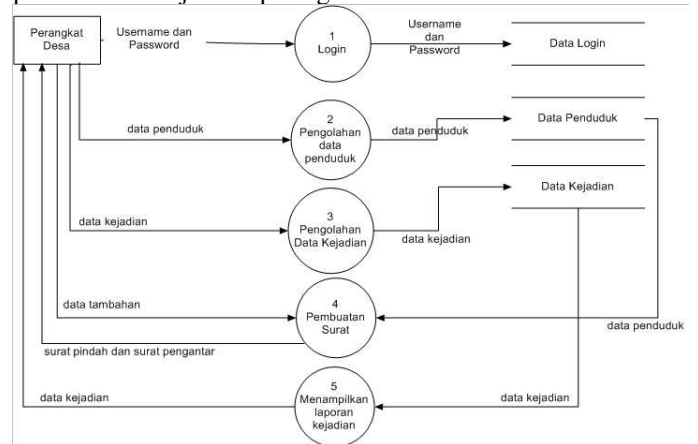 Perangkat
Desa
Username dan
Password
1
Login
Username
dan
Password
Data Login
data penduduk
2
Pengolahan
data
penduduk
data penduduk
Data Penduduk
data kejadian
3
Pengolahan
Data Kejadian
data kejadian
Data Kejadian
data tambahan
4
Pembuatan
Surat
data penduduk
surat pindah dan surat pengantar
data kejadian
5
Menampilkan
laporan
kejadian
data kejadian